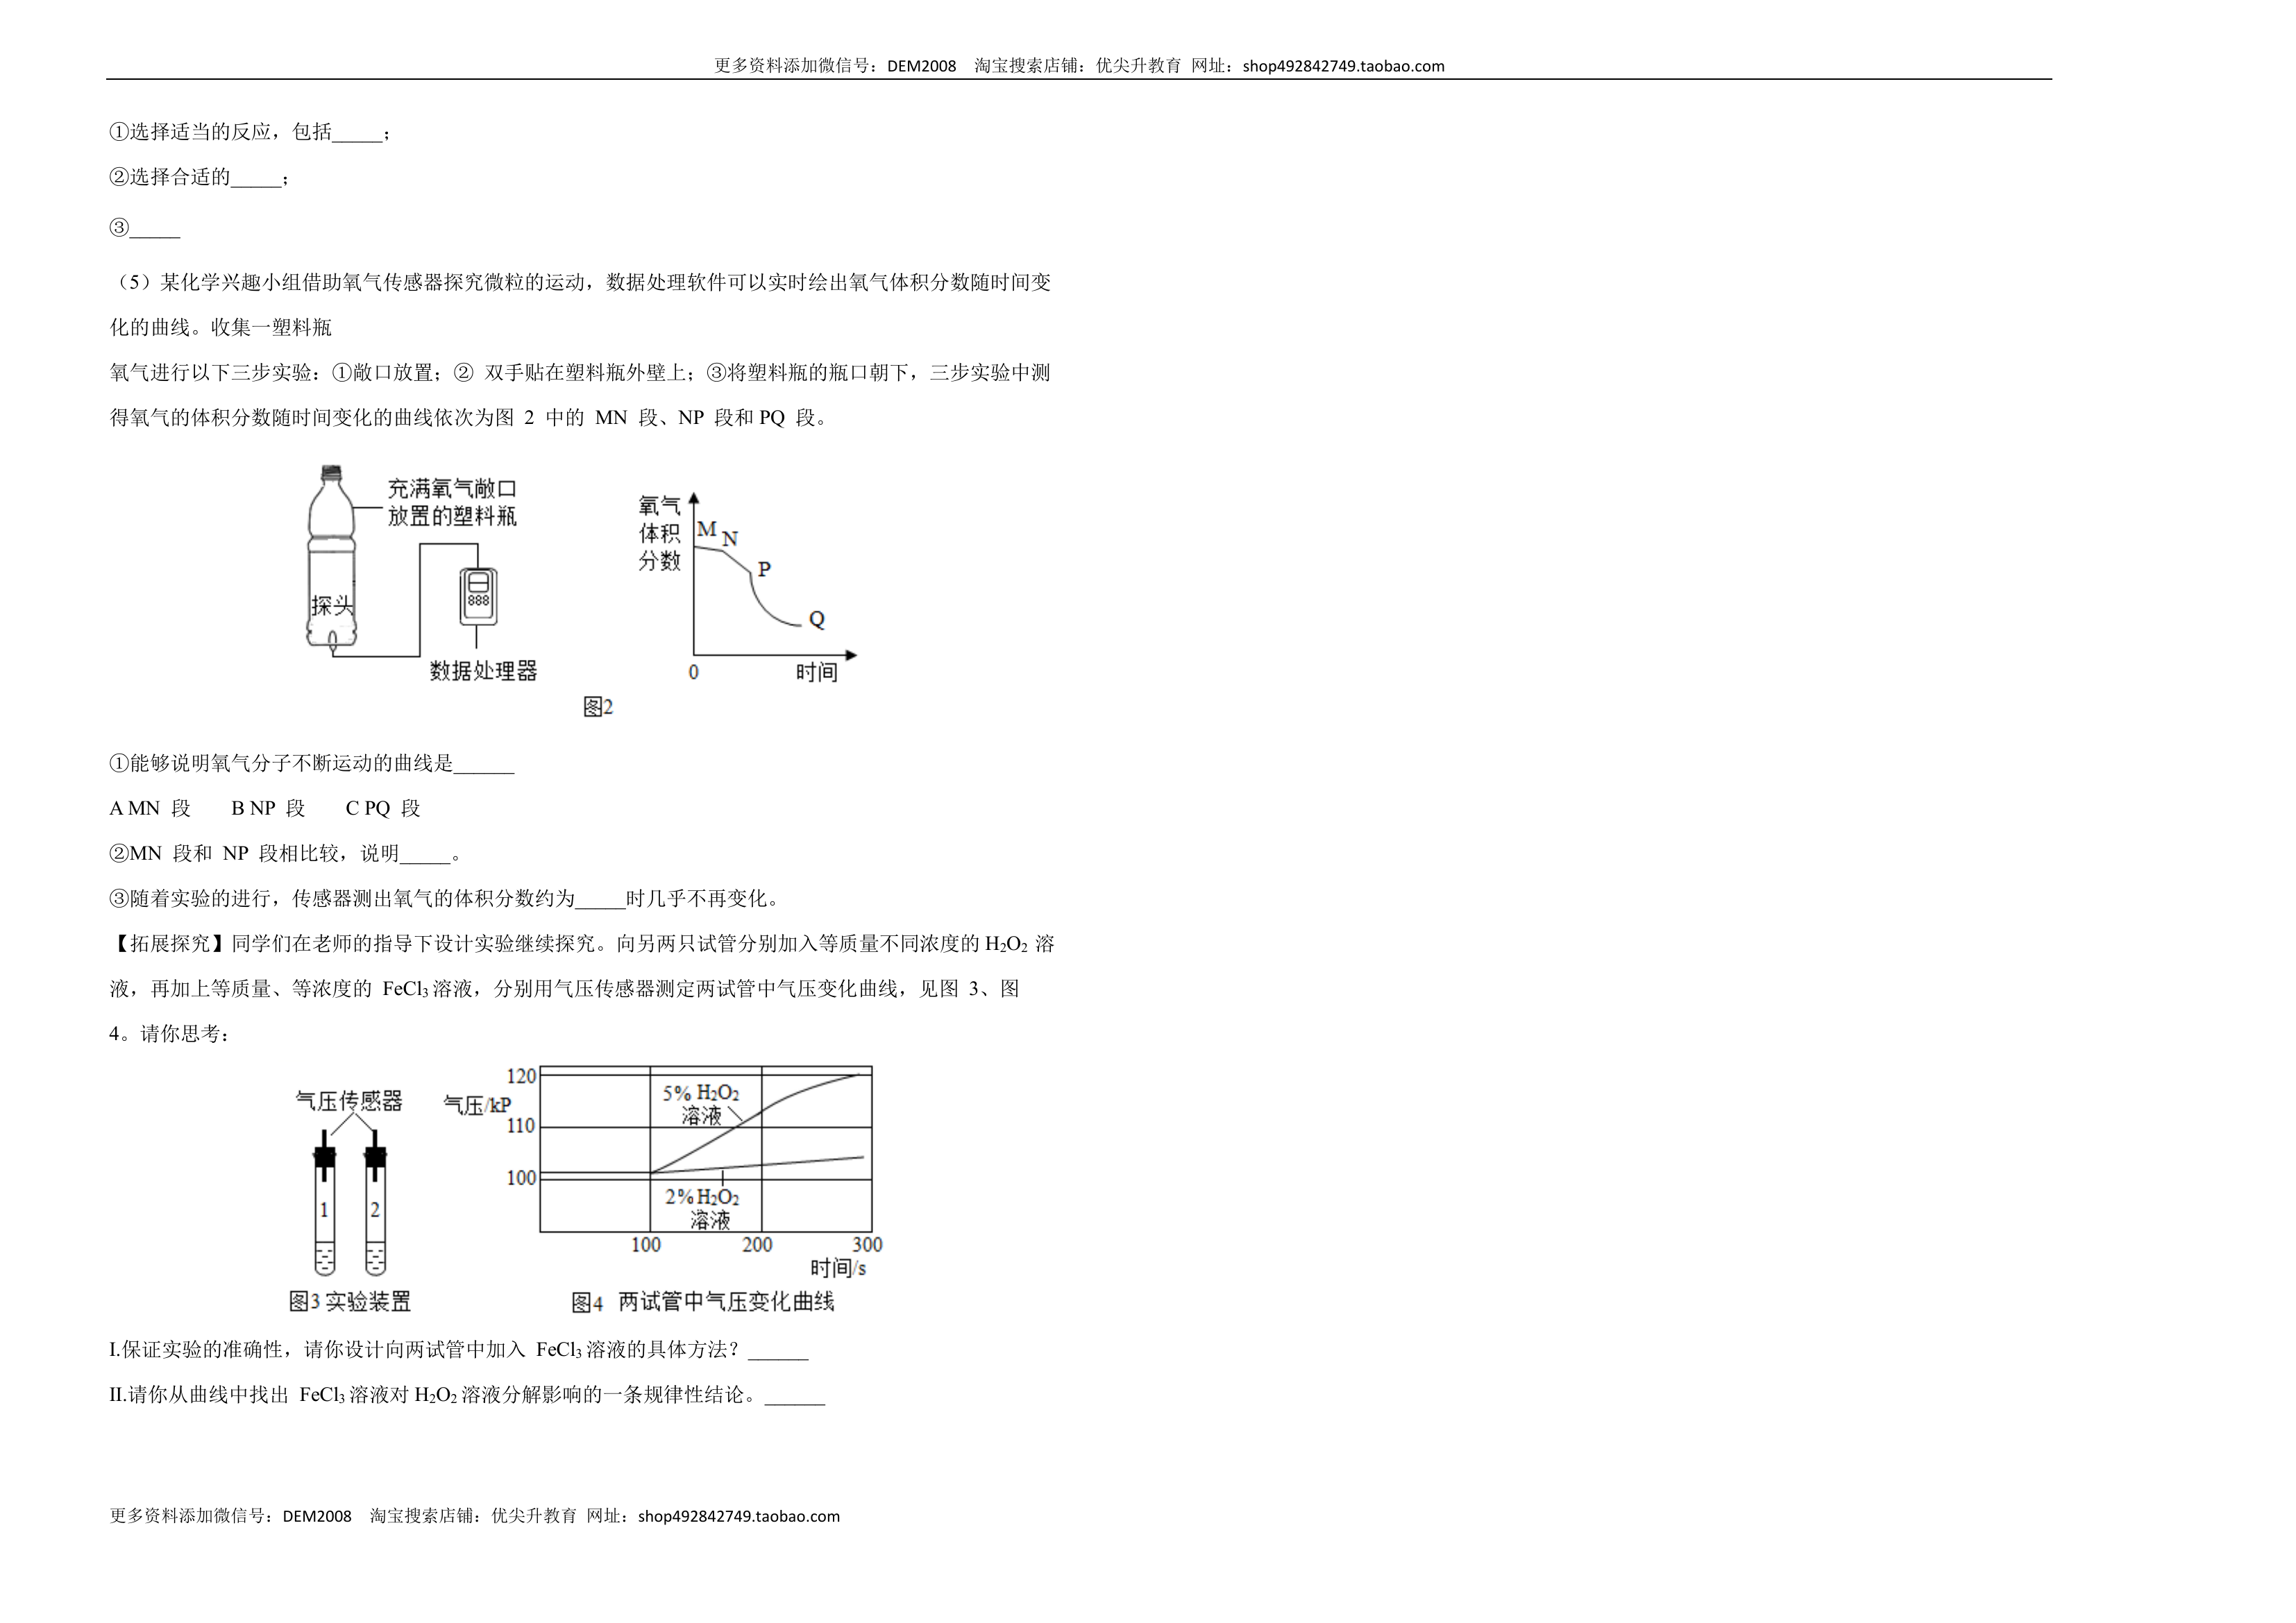 更多资料添加微信号：DEM2008 淘宝搜索店铺：优尖升教育 网址：shop492842749.taobao.com
①选择适当的反应，包括_____；
②选择合适的_____；
③_____
（5）某化学兴趣小组借助氧气传感器探究微粒的运动，数据处理软件可以实时绘出氧气体积分数随时间变
化的曲线。收集一塑料瓶
氧气进行以下三步实验：①敞口放置；② 双手贴在塑料瓶外壁上；③将塑料瓶的瓶口朝下，三步实验中测
得氧气的体积分数随时间变化的曲线依次为图 2 中的 MN 段、NP 段和 PQ 段。
充满氧气敞口
放置的塑料瓶
探头
888
数据处理器
氧气
体积
分数
M
N
P
Q
0
时间
图2
①能够说明氧气分子不断运动的曲线是______
A MN 段 B NP 段 C PQ 段
②MN 段和 NP 段相比较，说明_____。
③随着实验的进行，传感器测出氧气的体积分数约为_____时几乎不再变化。
【拓展探究】同学们在老师的指导下设计实验继续探究。向另两只试管分别加入等质量不同浓度的 H₂O₂ 溶
液，再加上等质量、等浓度的 FeCl₃ 溶液，分别用气压传感器测定两试管中气压变化曲线，见图 3、图
4。请你思考：
气压传感器
1
2
图3 实验装置
气压/kP
120
110
100
5% H₂O₂
溶液
2% H₂O₂
溶液
100 200 300
时间/s
图4 两试管中气压变化曲线
I.保证实验的准确性，请你设计向两试管中加入 FeCl₃ 溶液的具体方法？______
II.请你从曲线中找出 FeCl₃ 溶液对 H₂O₂ 溶液分解影响的一条规律性结论。______
更多资料添加微信号：DEM2008 淘宝搜索店铺：优尖升教育 网址：shop492842749.taobao.com